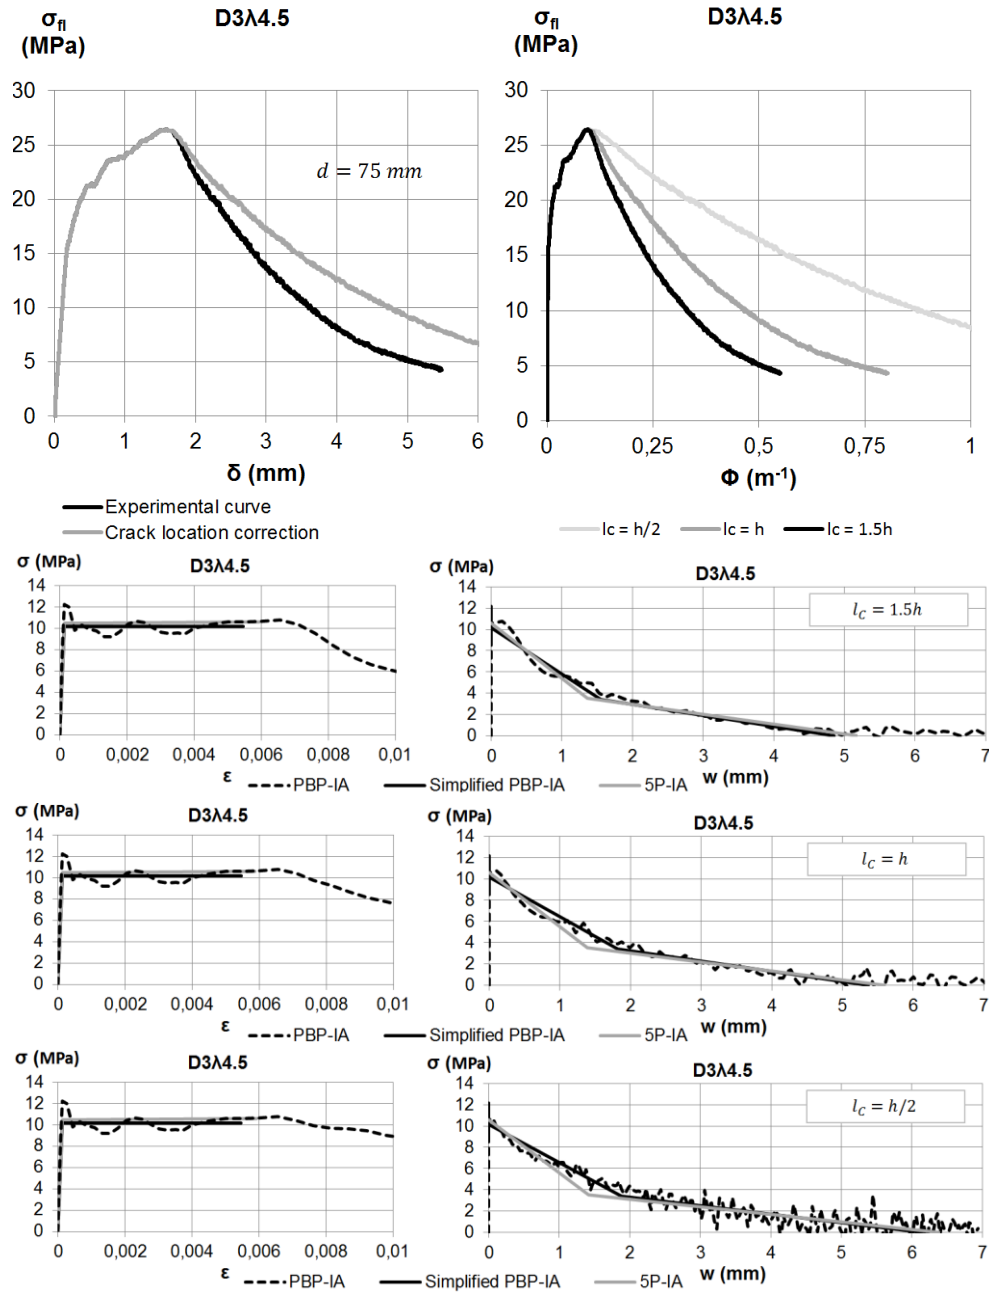 σfl (MPa)
D3λ4.5
30
25
20
15
10
5
0
d = 75 mm
0 1 2 3 4 5 6
δ (mm)
Experimental curve
Crack location correction
σfl (MPa)
D3λ4.5
30
25
20
15
10
5
0
0 0,25 0,5 0,75 1
Φ (m-1)
lc = h/2 lc = h lc = 1.5h
σ (MPa)
D3λ4.5
14
12
10
8
6
4
2
0
0 0,002 0,004 0,006 0,008 0,01
ε
σ (MPa)
D3λ4.5
lC = 1.5h
14
12
10
8
6
4
2
0
0 1 2 3 4 5 6 7
w (mm)
PBP-IA Simplified PBP-IA 5P-IA
σ (MPa)
D3λ4.5
14
12
10
8
6
4
2
0
0 0,002 0,004 0,006 0,008 0,01
ε
σ (MPa)
D3λ4.5
lC = h
14
12
10
8
6
4
2
0
0 1 2 3 4 5 6 7
w (mm)
PBP-IA Simplified PBP-IA 5P-IA
σ (MPa)
D3λ4.5
14
12
10
8
6
4
2
0
0 0,002 0,004 0,006 0,008 0,01
ε
σ (MPa)
D3λ4.5
lC = h/2
14
12
10
8
6
4
2
0
0 1 2 3 4 5 6 7
w (mm)
PBP-IA Simplified PBP-IA 5P-IA